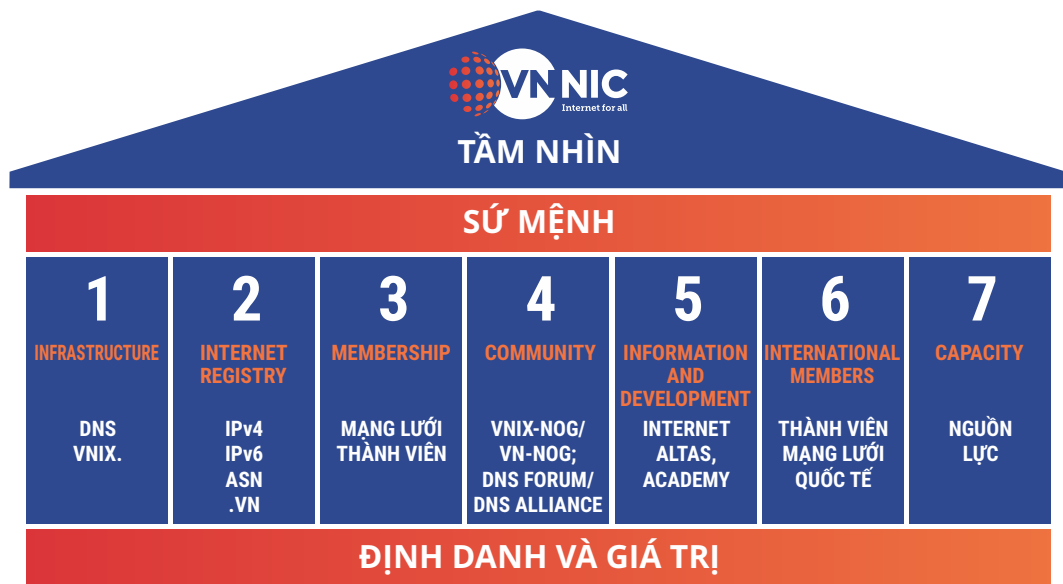 VNNIC
Internet for all
TẦM NHÌN
SỨ MỆNH
1
INFRASTRUCTURE
DNS
VNIX.
2
INTERNET
REGISTRY
IPv4
IPv6
ASN
.VN
3
MEMBERSHIP
MẠNG LƯỚI
THÀNH VIÊN
4
COMMUNITY
VNIX-NOG/
VN-NOG;
DNS FORUM/
DNS ALLIANCE
5
INFORMATION
AND
DEVELOPMENT
INTERNET
ALTAS,
ACADEMY
6
INTERNATIONAL
MEMBERS
THÀNH VIÊN
MẠNG LƯỚI
QUỐC TẾ
7
CAPACITY
NGUỒN
LỰC
ĐỊNH DANH VÀ GIÁ TRỊ